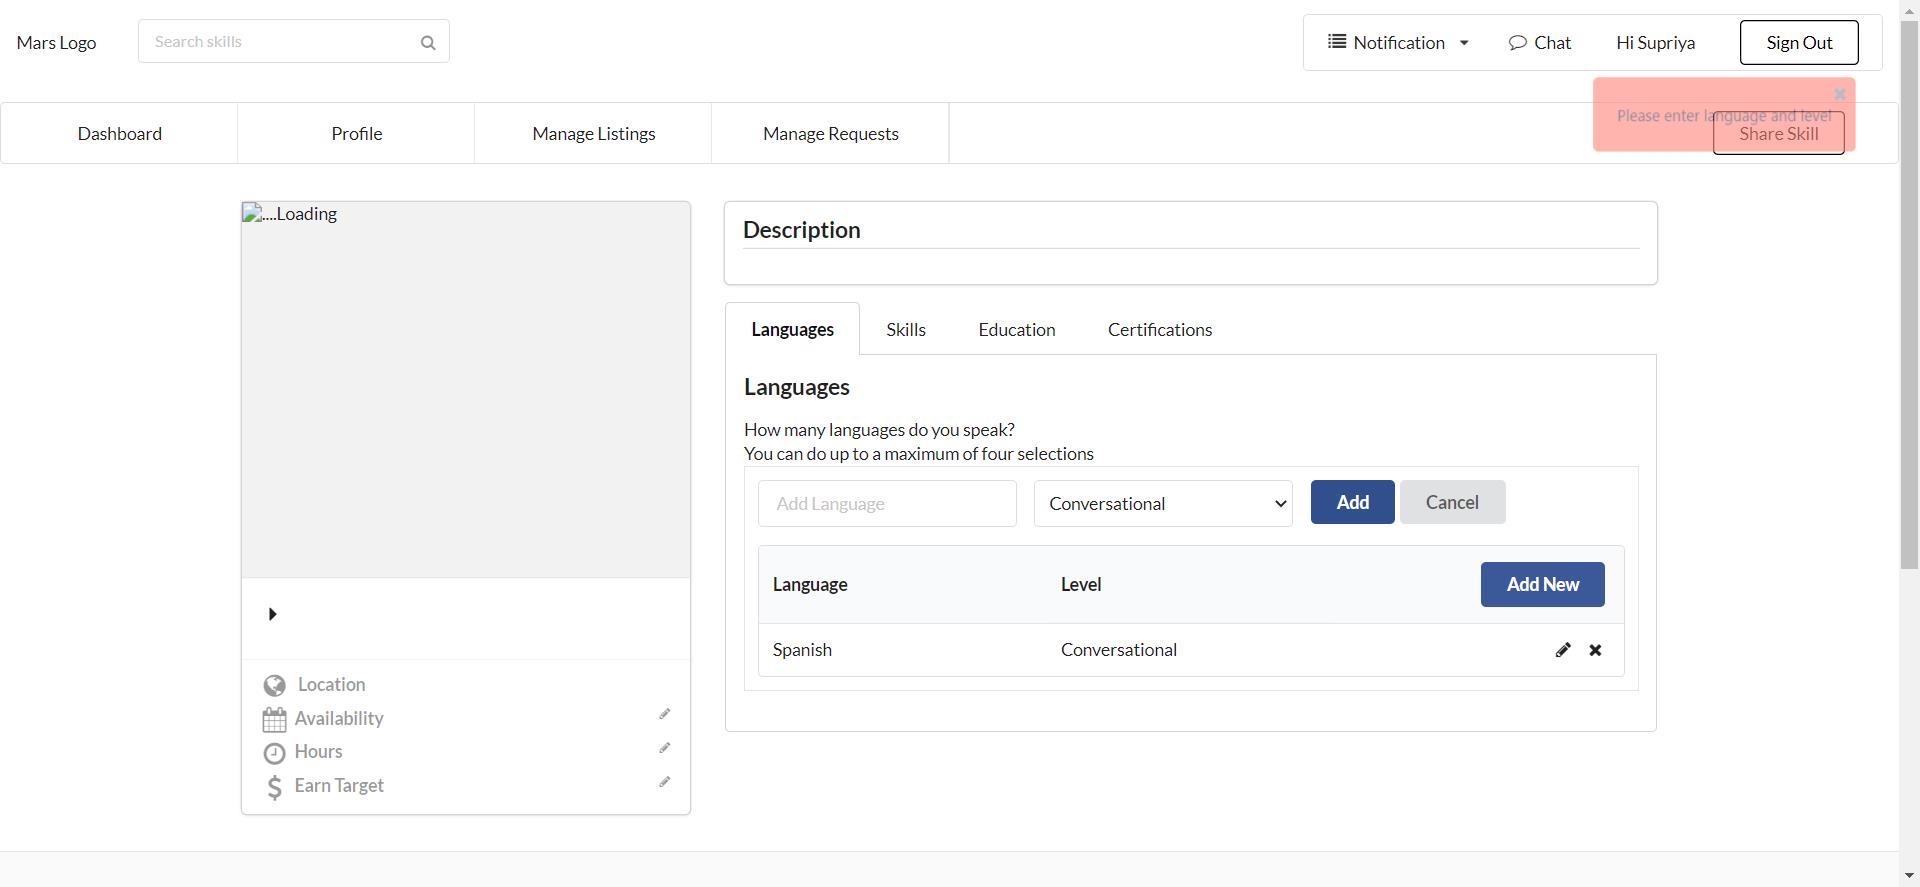 Mars Logo
Search skills
Notification
Chat
Hi Supriya
Sign Out
Please enter language and level
Dashboard
Profile
Manage Listings
Manage Requests
Share Skill
....Loading
Description
Languages
Skills
Education
Certifications
Languages
How many languages do you speak?
You can do up to a maximum of four selections
Add Language
Conversational
Add
Cancel
Language
Level
Add New
Spanish
Conversational
Location
Availability
Hours
Earn Target